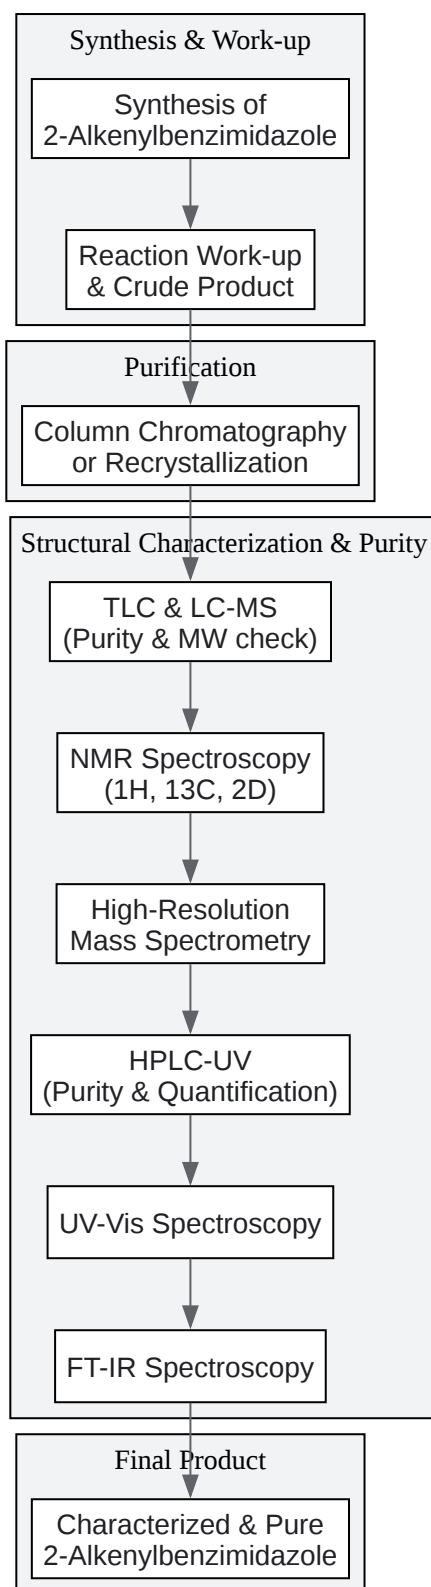 Synthesis & Work-up
Synthesis of
2-Alkenylbenzimidazole
Reaction Work-up
& Crude Product
Purification
Column Chromatography
or Recrystallization
Structural Characterization & Purity
TLC & LC-MS
(Purity & MW check)
NMR Spectroscopy
(1H, 13C, 2D)
High-Resolution
Mass Spectrometry
HPLC-UV
(Purity & Quantification)
UV-Vis Spectroscopy
FT-IR Spectroscopy
Final Product
Characterized & Pure
2-Alkenylbenzimidazole